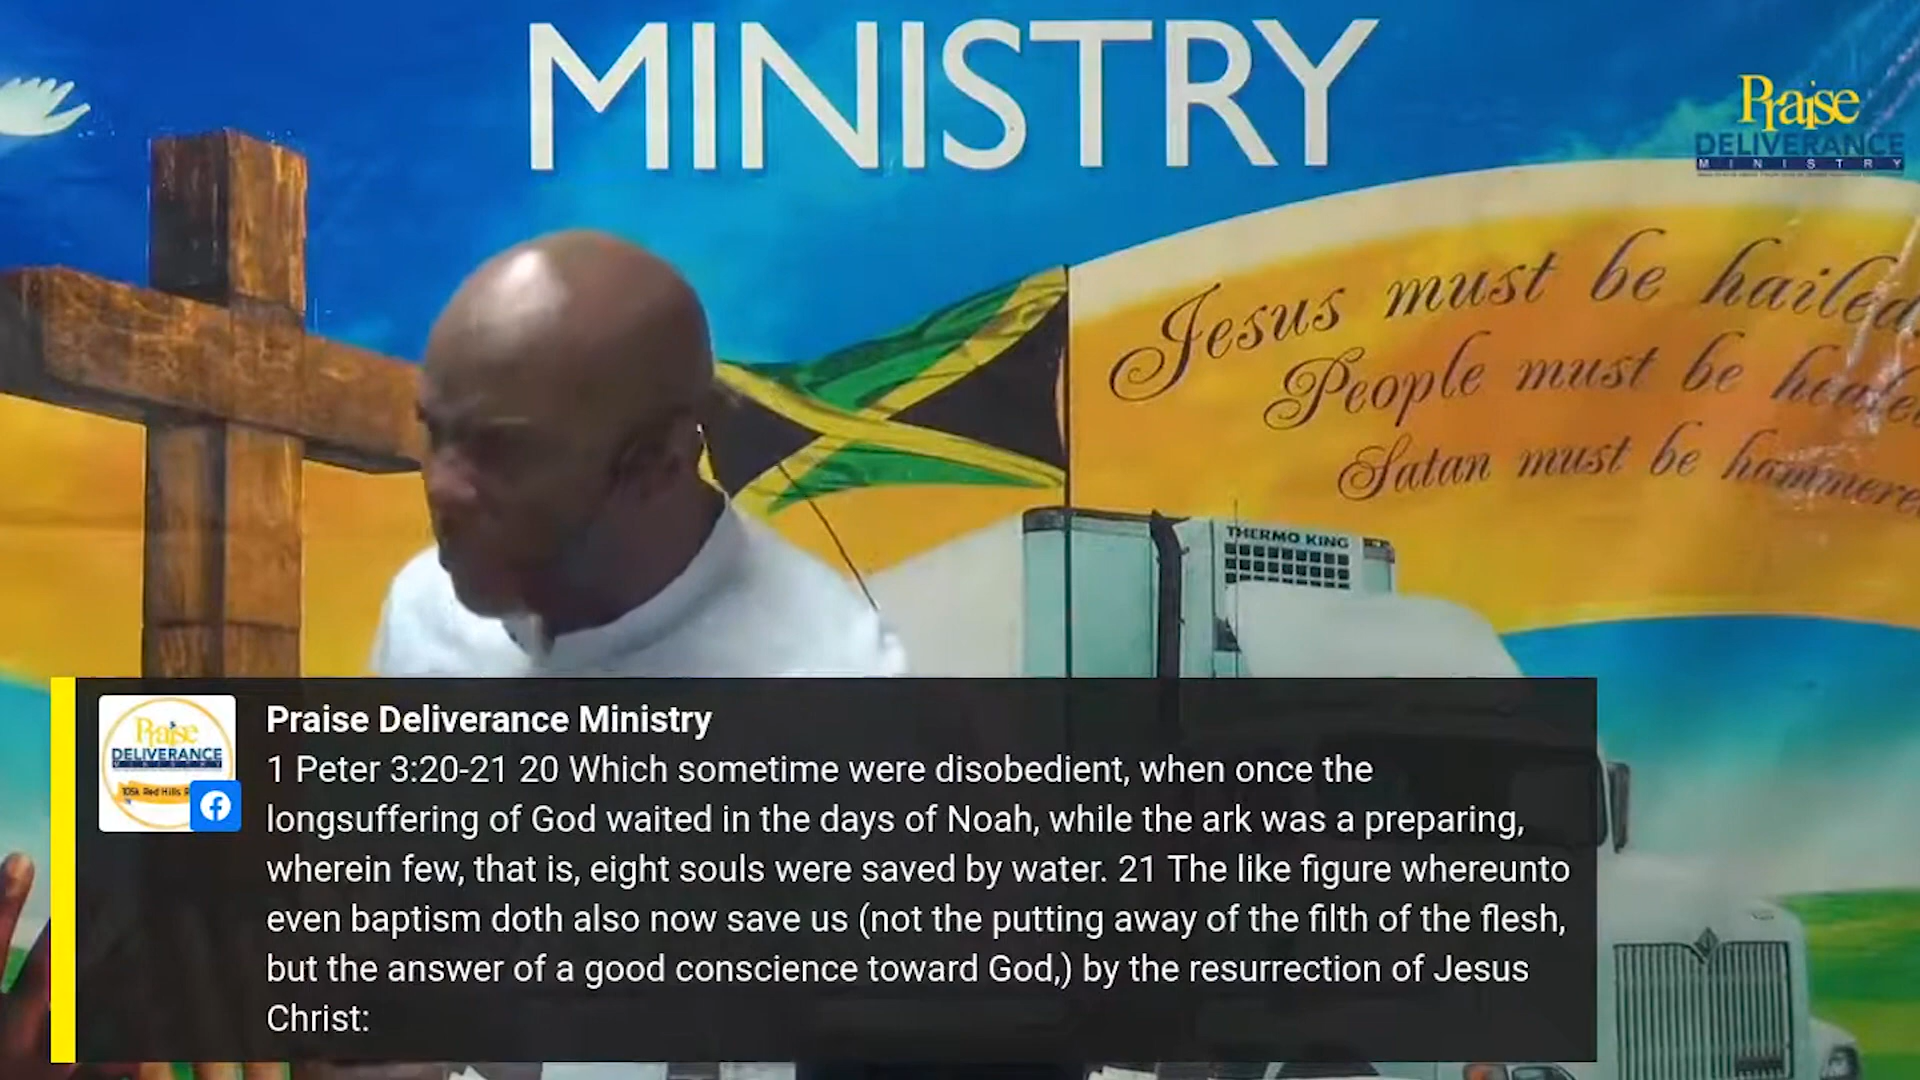 MINISTRY
Praise
DELIVERANCE
MINISTRY
Jesus must be hailed
People must be
Satan must be
THERMO KING
Praise
DELIVERANCE
105k Red Hills R
Praise Deliverance Ministry
1 Peter 3:20-21 20 Which sometime were disobedient, when once the
longsuffering of God waited in the days of Noah, while the ark was a preparing,
wherein few, that is, eight souls were saved by water. 21 The like figure whereunto
even baptism doth also now save us (not the putting away of the filth of the flesh,
but the answer of a good conscience toward God,) by the resurrection of Jesus
Christ: